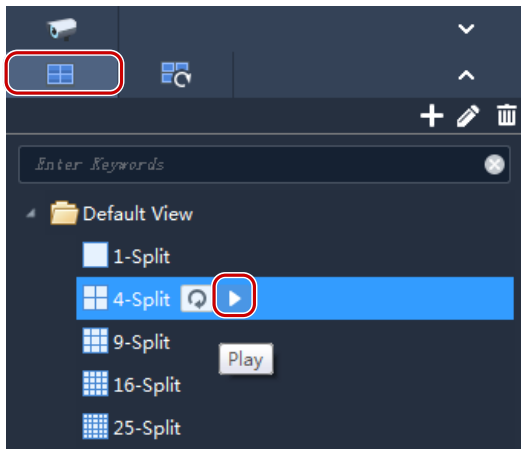 Enter Keywords
Default View
1-Split
4-Split
9-Split
Play
16-Split
25-Split